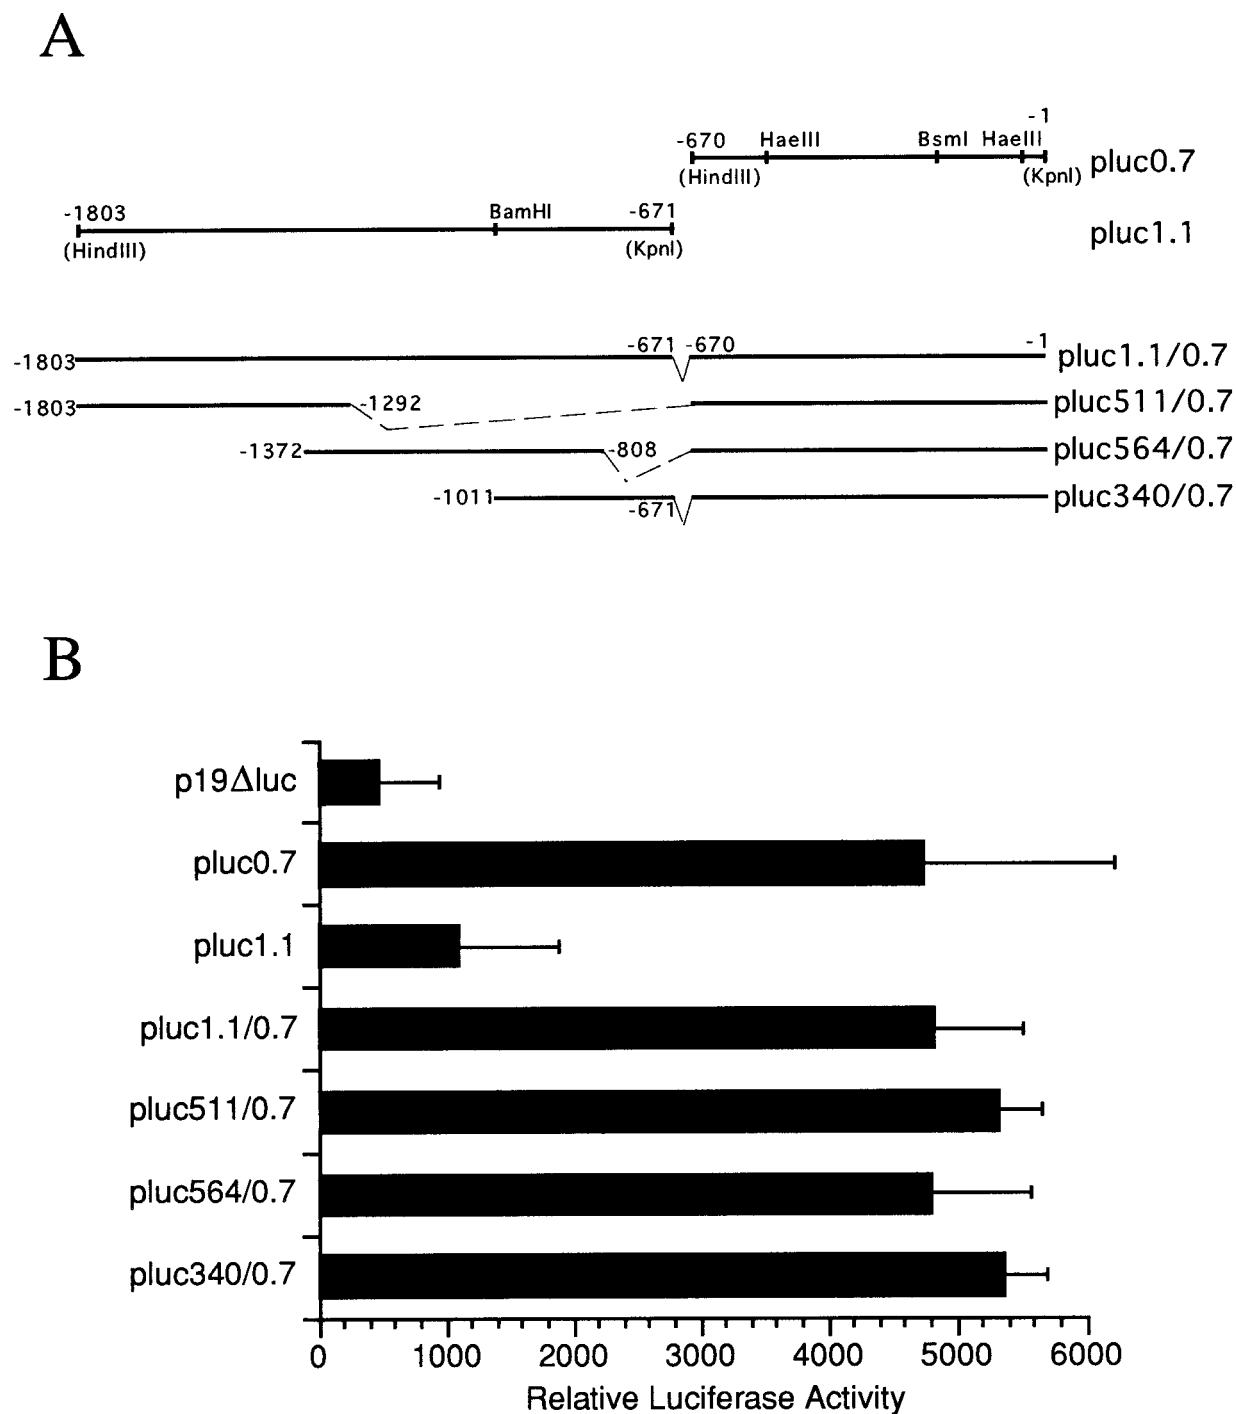 A
-1
-670 HaeIII BsmI HaeIII
pluc0.7
(HindIII) (KpnI)
-1803 BamHI -671
pluc1.1
(HindIII) (KpnI)
-671 -670 -1
-1803 pluc1.1/0.7
-1803 -1292 pluc511/0.7
-1372 -808 pluc564/0.7
-1011 -671 pluc340/0.7
B
p19Δluc
pluc0.7
pluc1.1
pluc1.1/0.7
pluc511/0.7
pluc564/0.7
pluc340/0.7
0 1000 2000 3000 4000 5000 6000
Relative Luciferase Activity